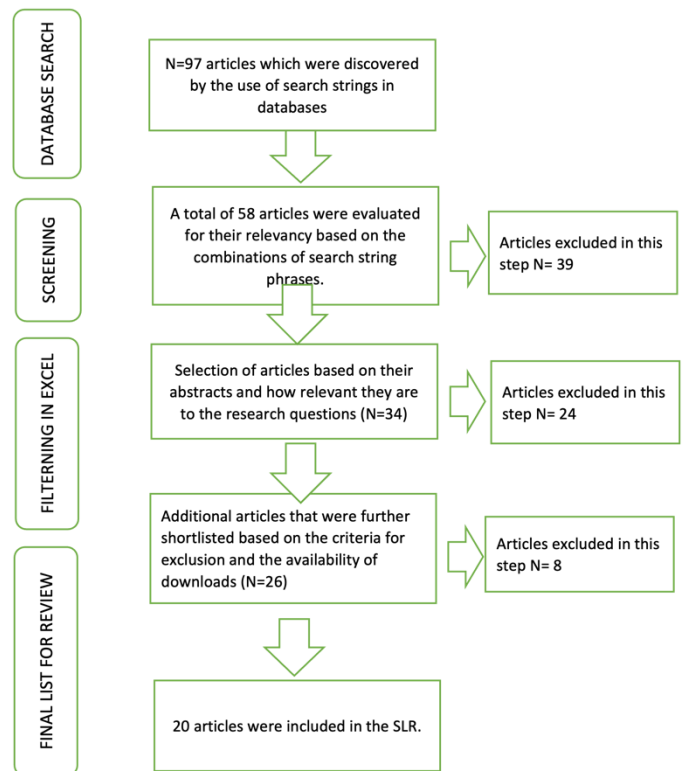 DATABASE SEARCH
N=97 articles which were discovered
by the use of search strings in
databases
SCREENING
A total of 58 articles were evaluated
for their relevancy based on the
combinations of search string
phrases.
Articles excluded in this
step N= 39
FILTERNING IN EXCEL
Selection of articles based on their
abstracts and how relevant they are
to the research questions (N=34)
Articles excluded in this
step N= 24
Additional articles that were further
shortlisted based on the criteria for
exclusion and the availability of
downloads (N=26)
Articles excluded in this
step N= 8
FINAL LIST FOR REVIEW
20 articles were included in the SLR.